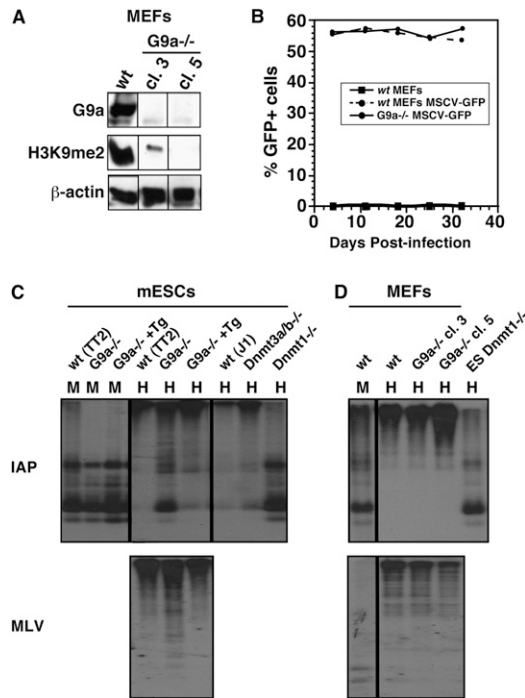 A
MEFs
G9a-/-
wt
cl. 3
cl. 5
G9a
H3K9me2
β-actin
B
% GFP+ cells
60
50
40
30
20
10
0
wt MEFs
wt MEFs MSCV-GFP
G9a-/- MSCV-GFP
0 10 20 30 40
Days Post-infection
C
mESCs
wt (TT2)
G9a-/-
G9a-/- +Tg
wt (TT2)
G9a-/-
G9a-/- +Tg
wt (J1)
Dnmt3a/b-/-
Dnmt1-/-
M M M H H H H H H
IAP
MLV
D
MEFs
wt
wt
G9a-/- cl. 3
G9a-/- cl. 5
ES Dnmt1-/-
M H H H H